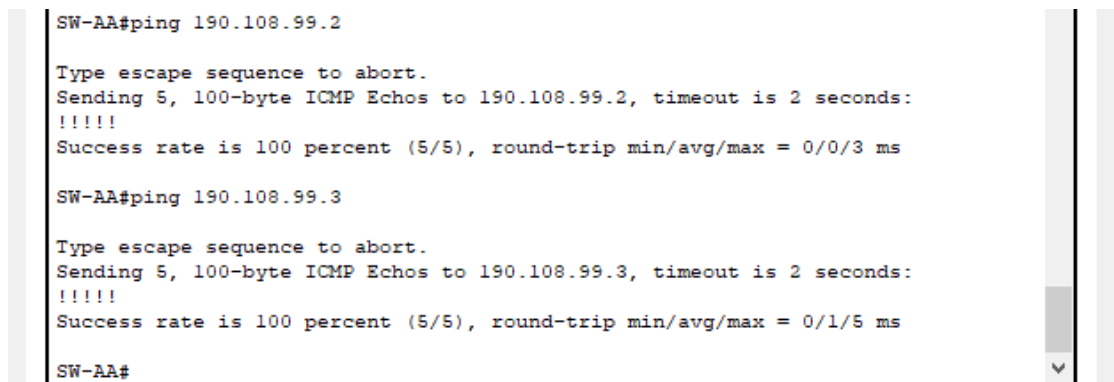 SW-AA#ping 190.108.99.2
Type escape sequence to abort.
Sending 5, 100-byte ICMP Echos to 190.108.99.2, timeout is 2 seconds:
!!!!!
Success rate is 100 percent (5/5), round-trip min/avg/max = 0/0/3 ms
SW-AA#ping 190.108.99.3
Type escape sequence to abort.
Sending 5, 100-byte ICMP Echos to 190.108.99.3, timeout is 2 seconds:
!!!!!
Success rate is 100 percent (5/5), round-trip min/avg/max = 0/1/5 ms
SW-AA#